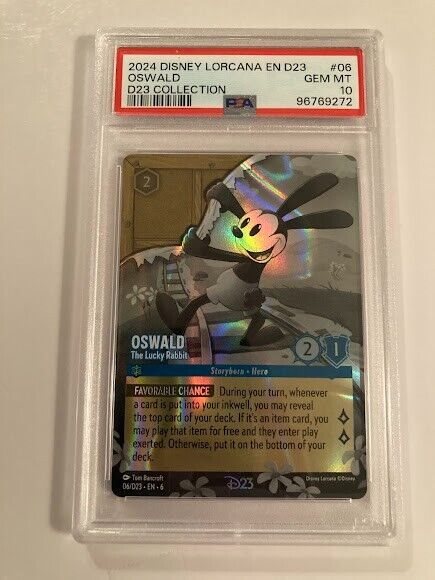 2024 DISNEY LORCANA EN D23 #06
OSWALD GEM MT
D23 COLLECTION 10
PSA 96769272
2
OSWALD
The Lucky Rabbit
2 1
Storyborn • Hero
FAVORABLE CHANCE During your turn, whenever
a card is put into your inkwell, you may reveal
the top card of your deck. If it's an item card, you
may play that item for free and they enter play
exerted. Otherwise, put it on the bottom of your
deck.
Tom Bancroft
06/D23 • EN • 6
D23
Disney Lorcana ©Disney